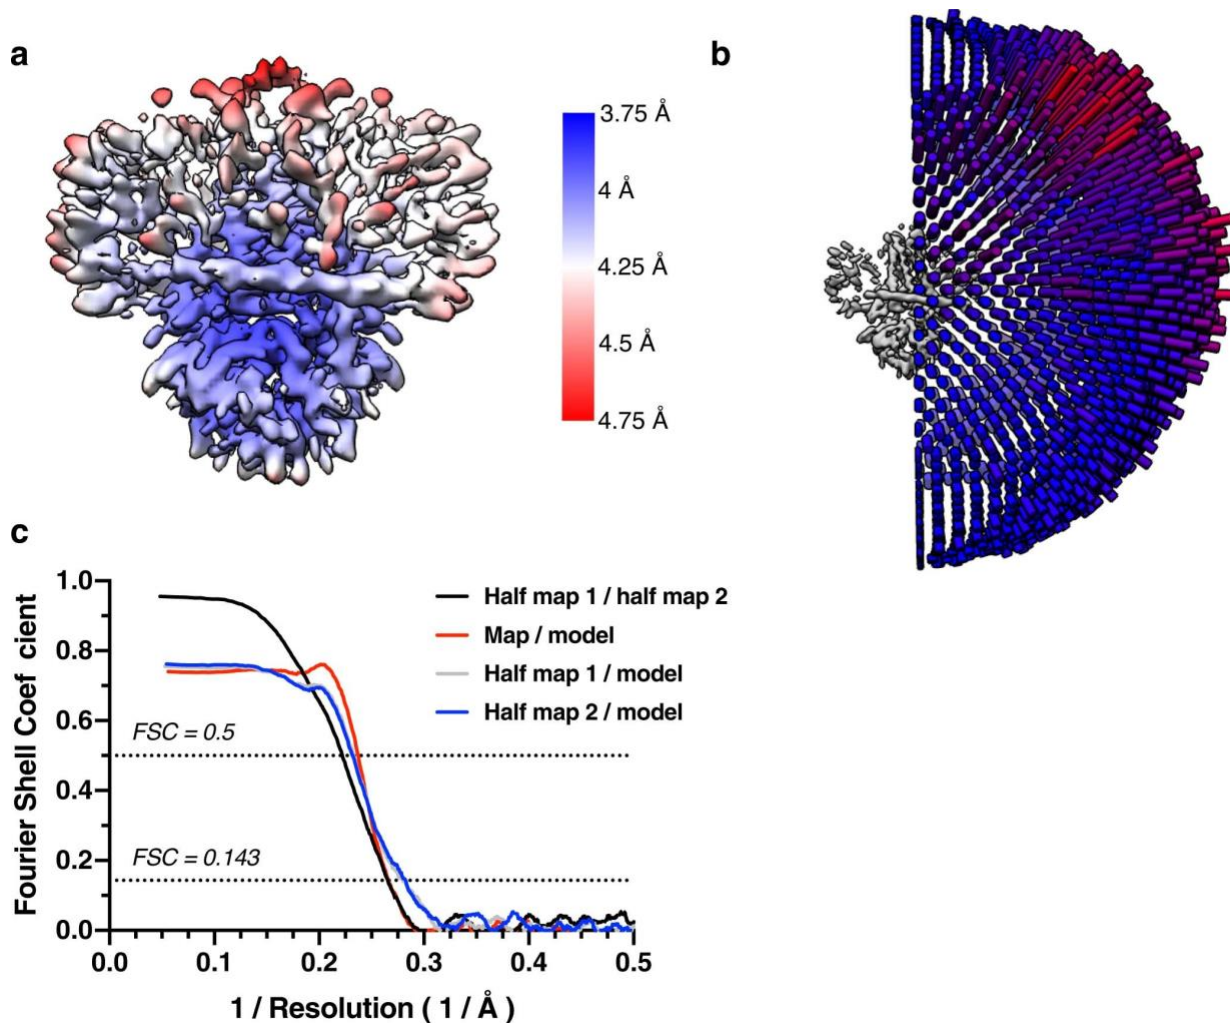 a
b
3.75 Å
4 Å
4.25 Å
4.5 Å
4.75 Å
c
Fourier Shell Coef cient
1.0
0.8
0.6
0.4
0.2
0.0
Half map 1 / half map 2
Map / model
Half map 1 / model
Half map 2 / model
FSC = 0.5
FSC = 0.143
0.0 0.1 0.2 0.3 0.4 0.5
1 / Resolution ( 1 / Å )